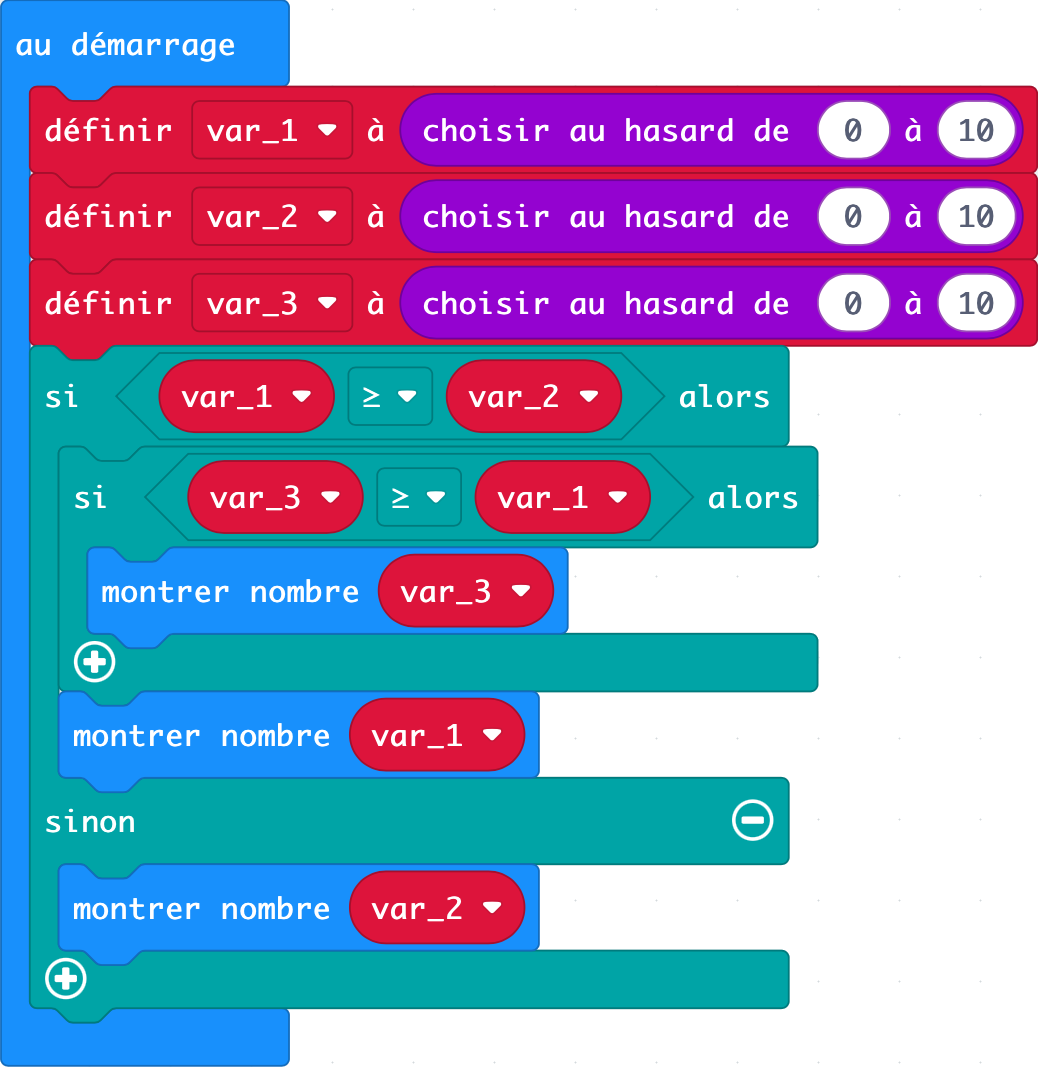 au démarrage
définir var_1 à choisir au hasard de 0 à 10
définir var_2 à choisir au hasard de 0 à 10
définir var_3 à choisir au hasard de 0 à 10
si var_1 ≥ var_2 alors
si var_3 ≥ var_1 alors
montrer nombre var_3
montrer nombre var_1
sinon
montrer nombre var_2